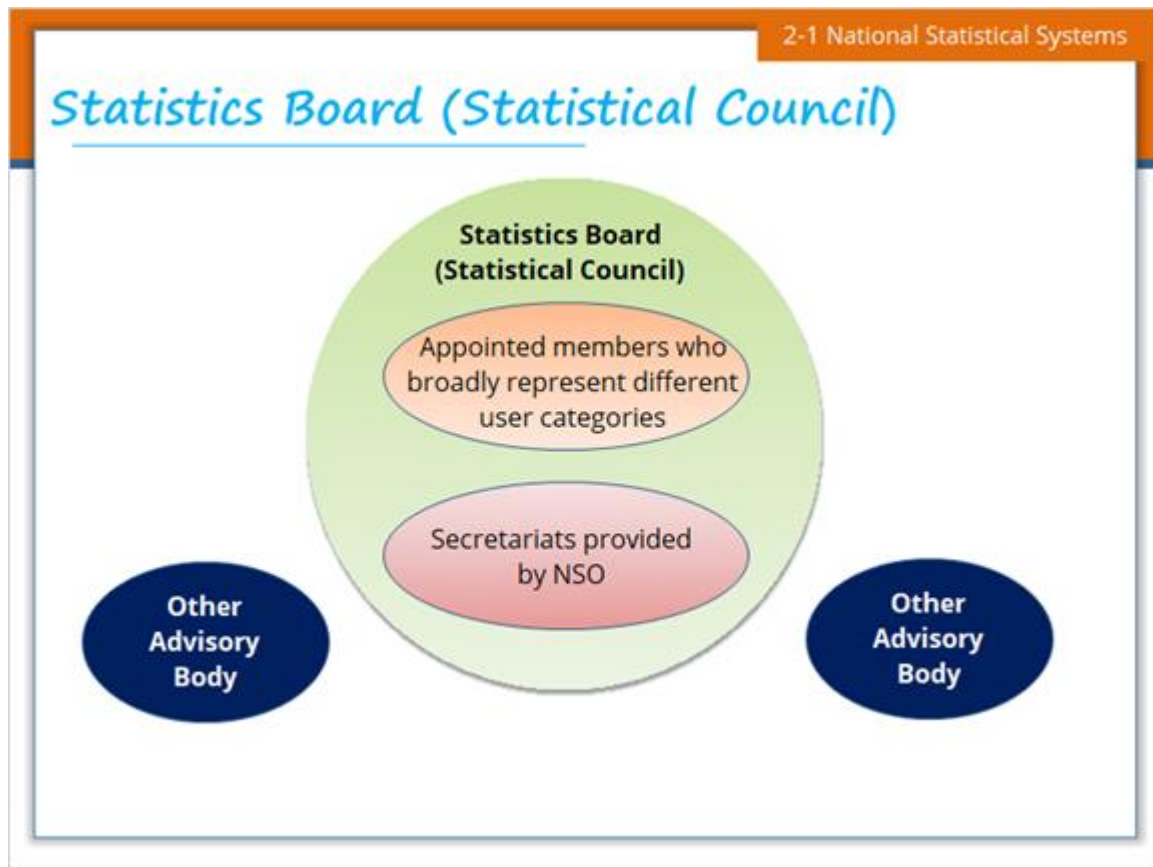 2-1 National Statistical Systems
Statistics Board (Statistical Council)
Statistics Board
(Statistical Council)
Appointed members who
broadly represent different
user categories
Secretariats provided
by NSO
Other
Advisory
Body
Other
Advisory
Body